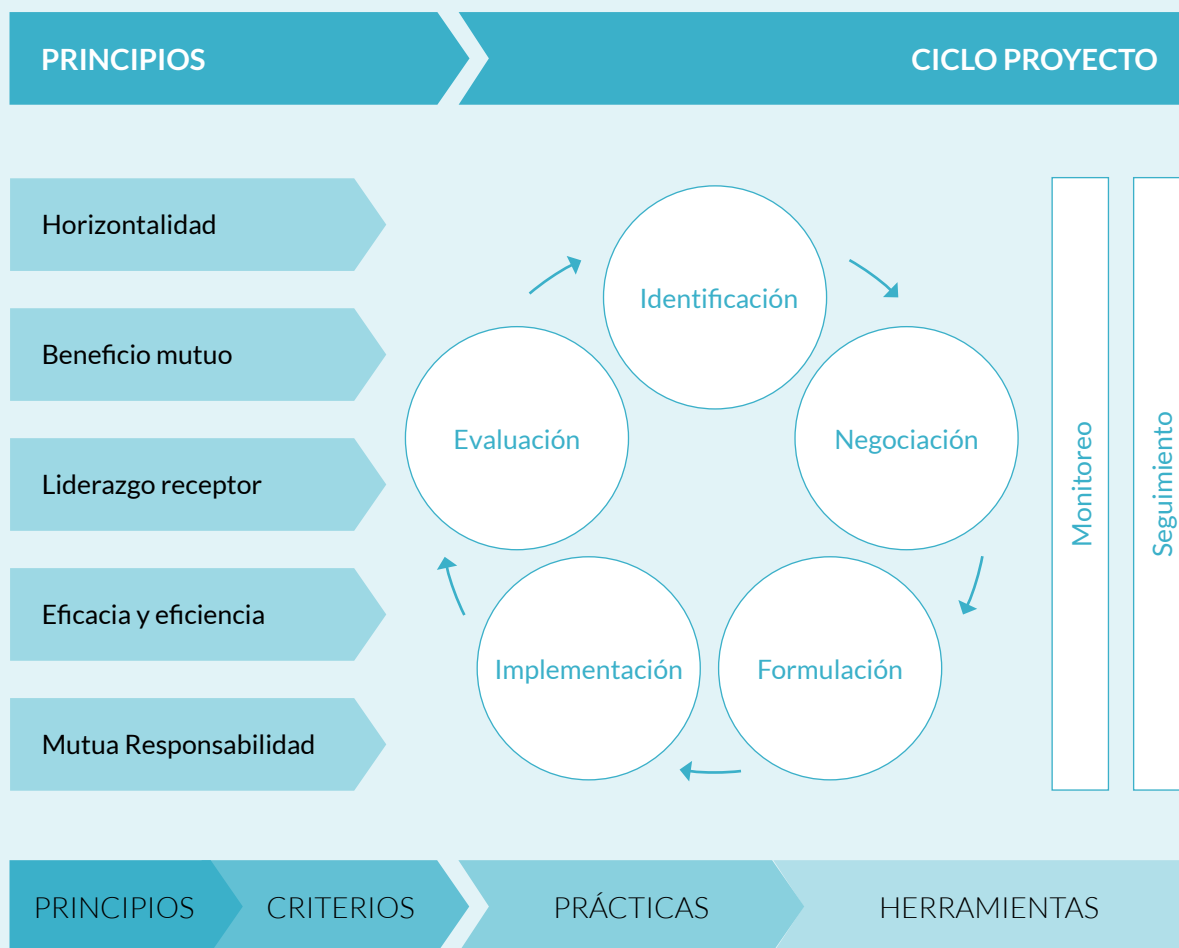 PRINCIPIOS
CICLO PROYECTO
Horizontalidad
Beneficio mutuo
Liderazgo receptor
Eficacia y eficiencia
Mutua Responsabilidad
Identificación
Negociación
Formulación
Implementación
Evaluación
Monitoreo
Seguimiento
PRINCIPIOS
CRITERIOS
PRÁCTICAS
HERRAMIENTAS